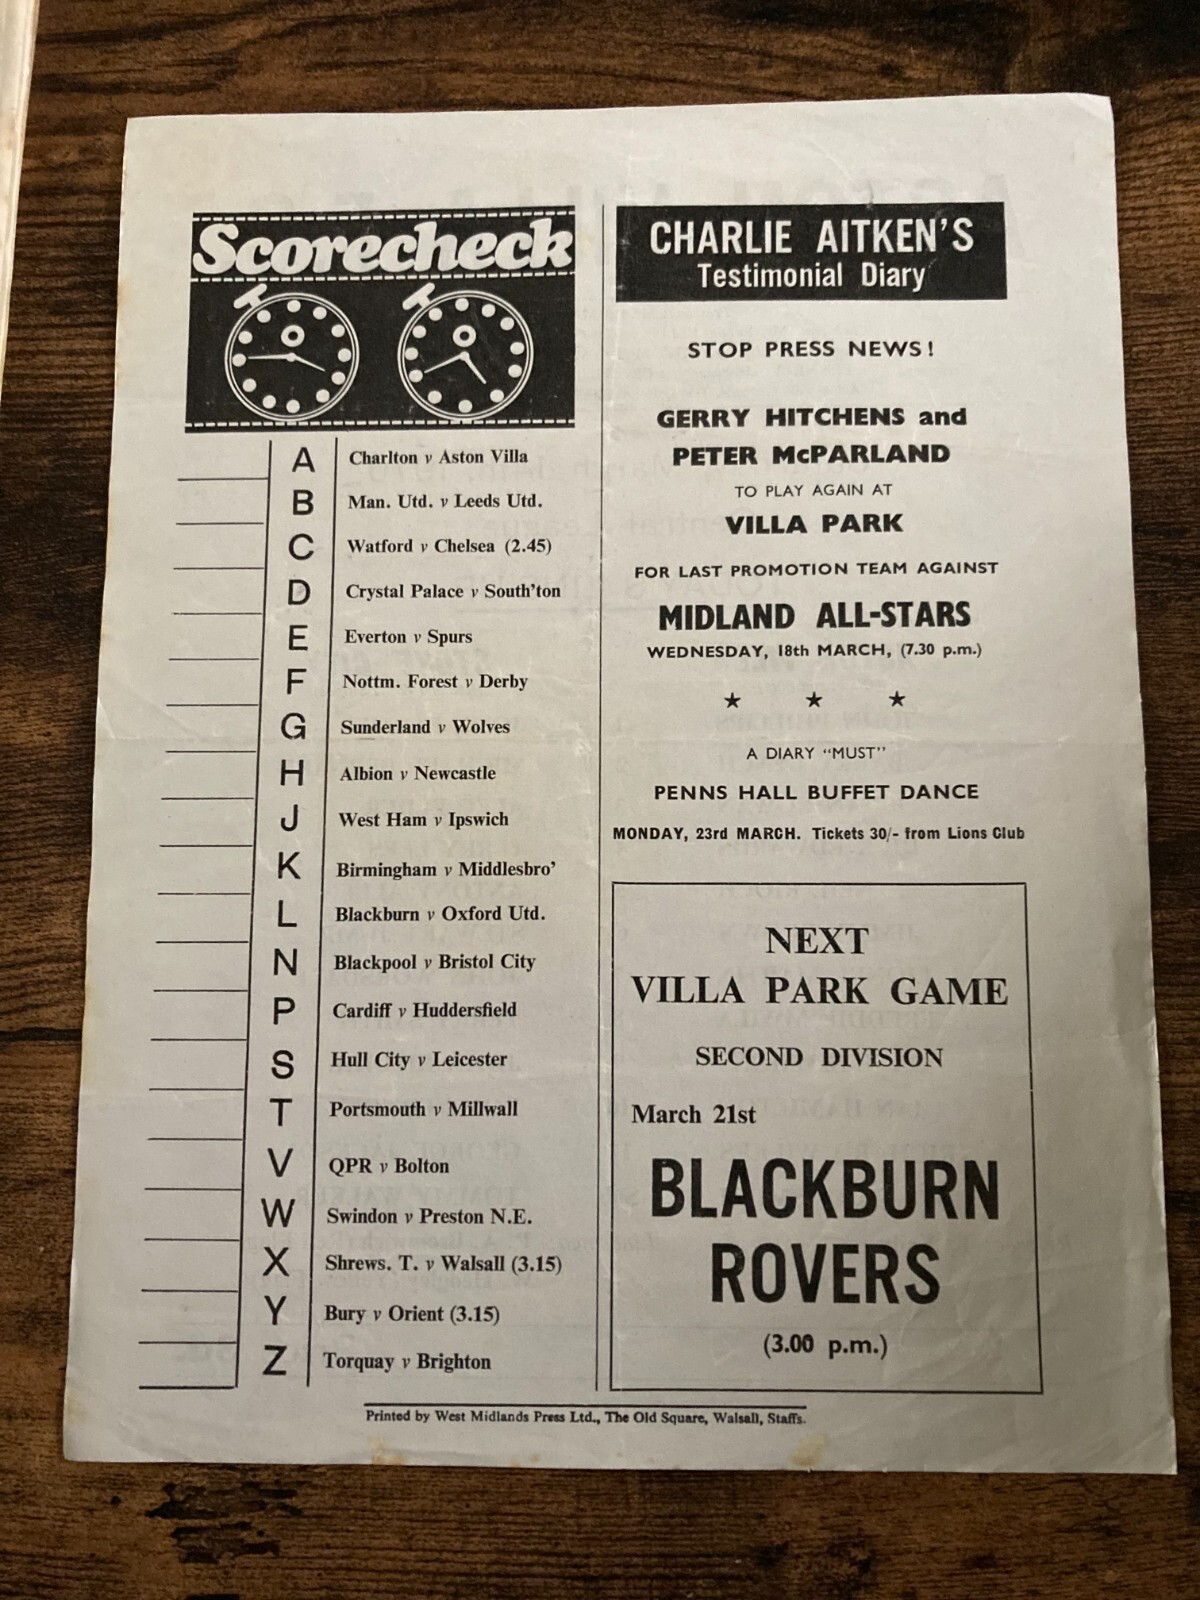 Scorecheck
A Charlton v Aston Villa
B Man. Utd. v Leeds Utd.
C Watford v Chelsea (2.45)
D Crystal Palace v South'ton
E Everton v Spurs
F Nottm. Forest v Derby
G Sunderland v Wolves
H Albion v Newcastle
J West Ham v Ipswich
K Birmingham v Middlesbro'
L Blackburn v Oxford Utd.
N Blackpool v Bristol City
P Cardiff v Huddersfield
S Hull City v Leicester
T Portsmouth v Millwall
V QPR v Bolton
W Swindon v Preston N.E.
X Shrews. T. v Walsall (3.15)
Y Bury v Orient (3.15)
Z Torquay v Brighton
CHARLIE AITKEN'S
Testimonial Diary
STOP PRESS NEWS!
GERRY HITCHENS and
PETER McPARLAND
TO PLAY AGAIN AT
VILLA PARK
FOR LAST PROMOTION TEAM AGAINST
MIDLAND ALL-STARS
WEDNESDAY, 18th MARCH, (7.30 p.m.)
★ ★ ★
A DIARY "MUST"
PENNS HALL BUFFET DANCE
MONDAY, 23rd MARCH. Tickets 30/- from Lions Club
NEXT
VILLA PARK GAME
SECOND DIVISION
March 21st
BLACKBURN
ROVERS
(3.00 p.m.)
Printed by West Midlands Press Ltd., The Old Square, Walsall, Staffs.